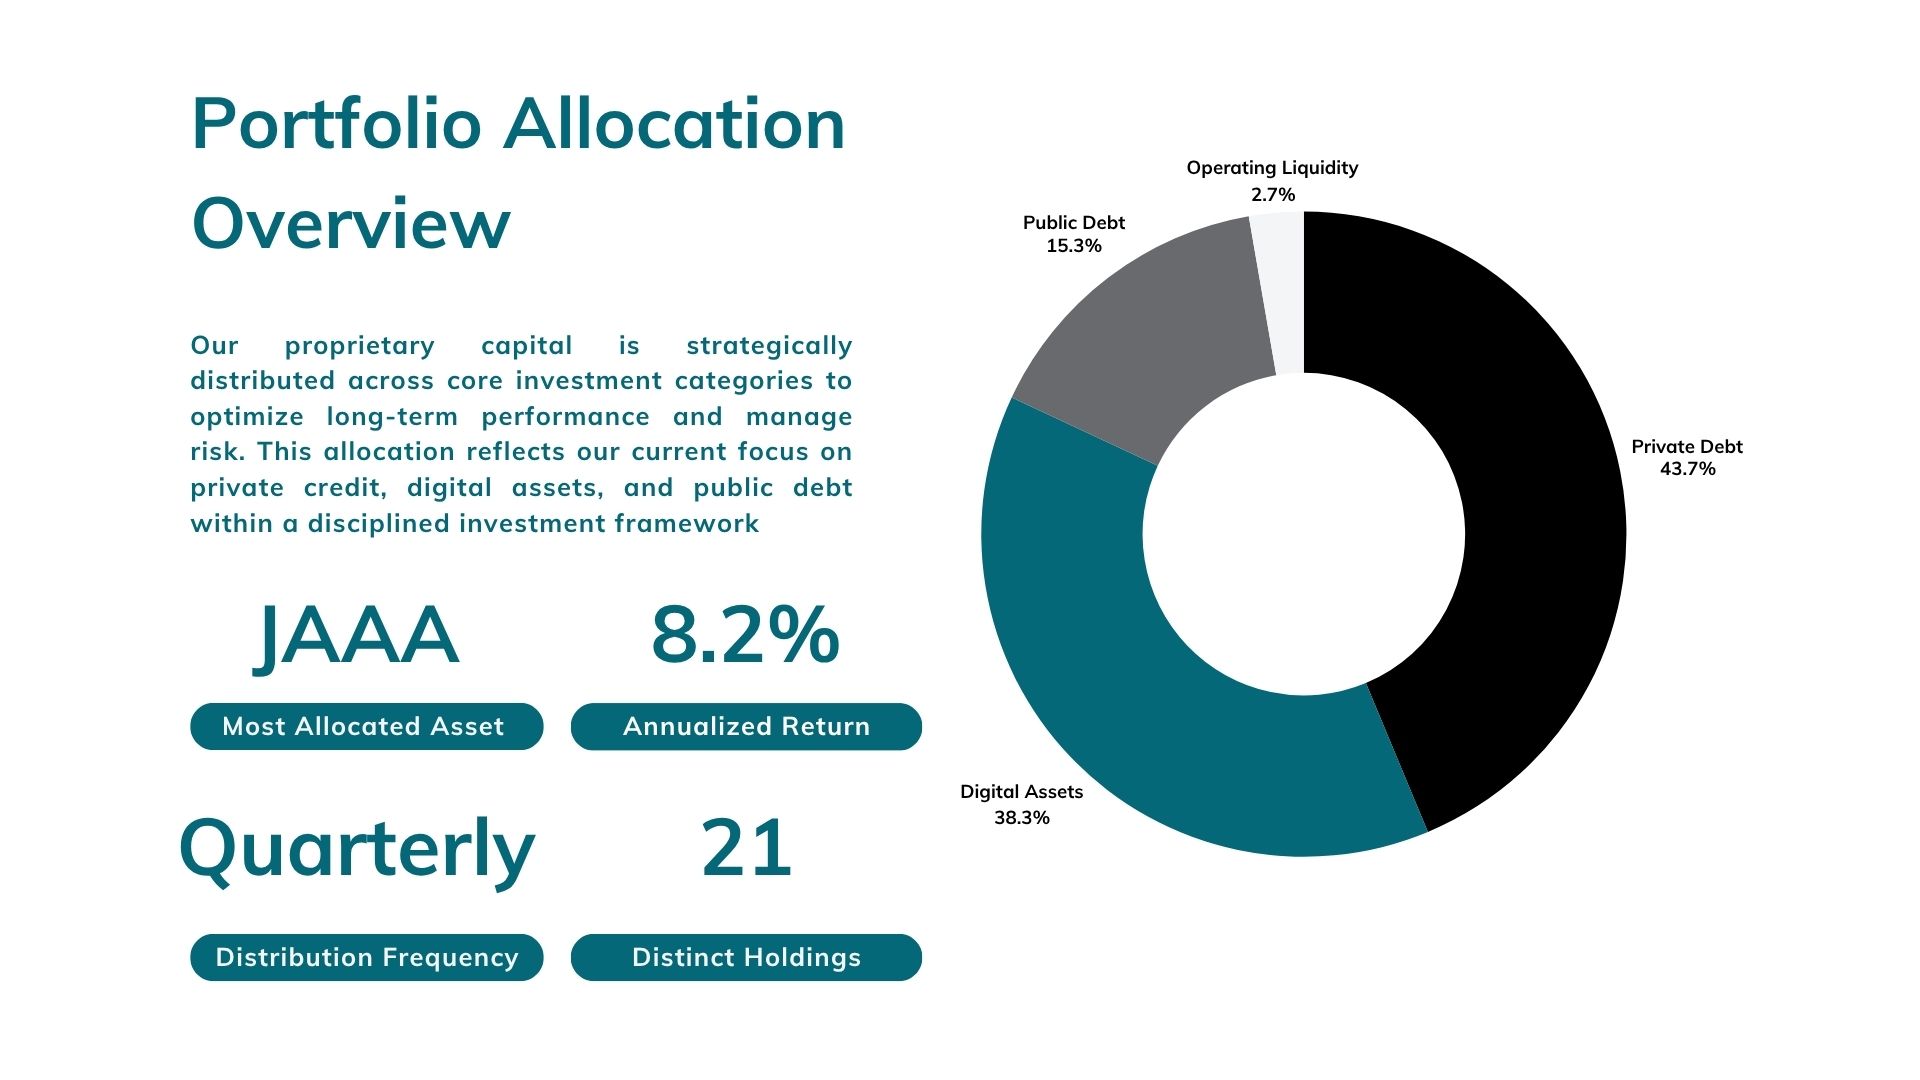 Portfolio Allocation
Overview
Our proprietary capital is strategically
distributed across core investment categories to
optimize long-term performance and manage
risk. This allocation reflects our current focus on
private credit, digital assets, and public debt
within a disciplined investment framework
JAAA
Most Allocated Asset
8.2%
Annualized Return
Quarterly
Distribution Frequency
21
Distinct Holdings
Operating Liquidity
2.7%
Public Debt
15.3%
Private Debt
43.7%
Digital Assets
38.3%